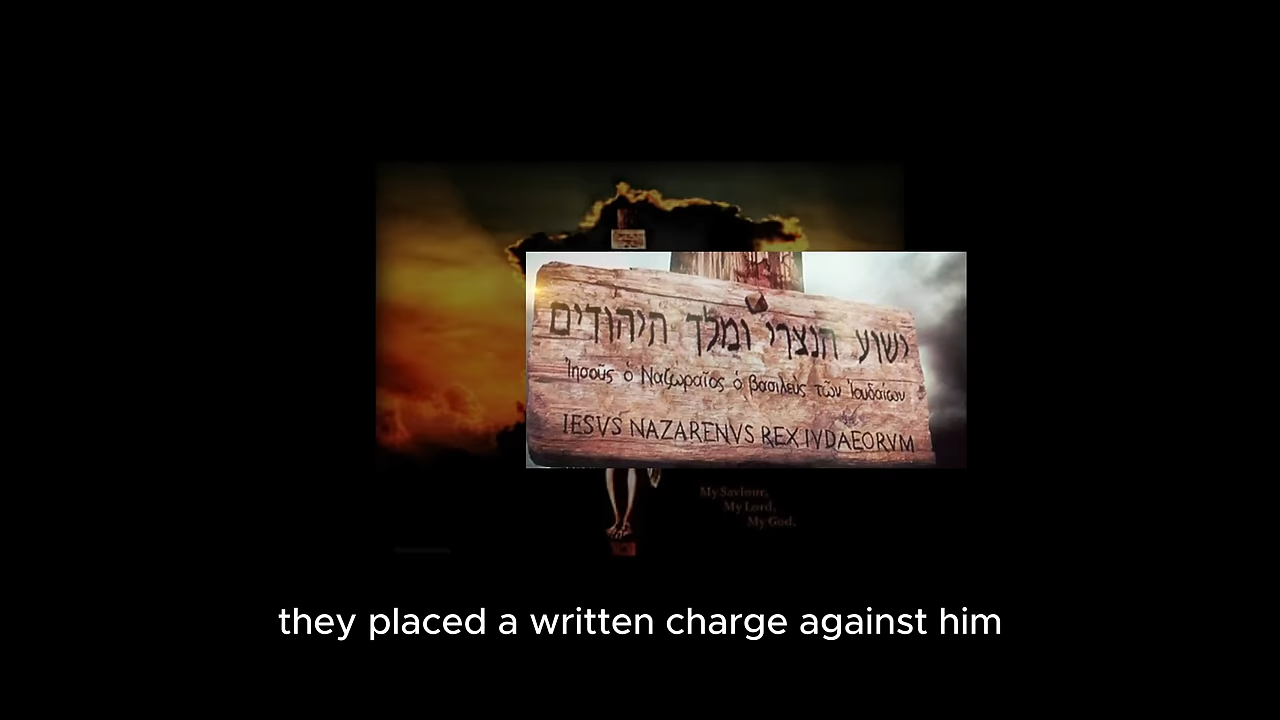 ישוע הנצרי ומלך היהודים
Ἰησοῦς ὁ Ναζωραῖος ὁ βασιλεὺς τῶν Ἰουδαίων
IESVS NAZARENVS REX IVDAEORVM
My Saviour,
My Lord,
My God.
they placed a written charge against him